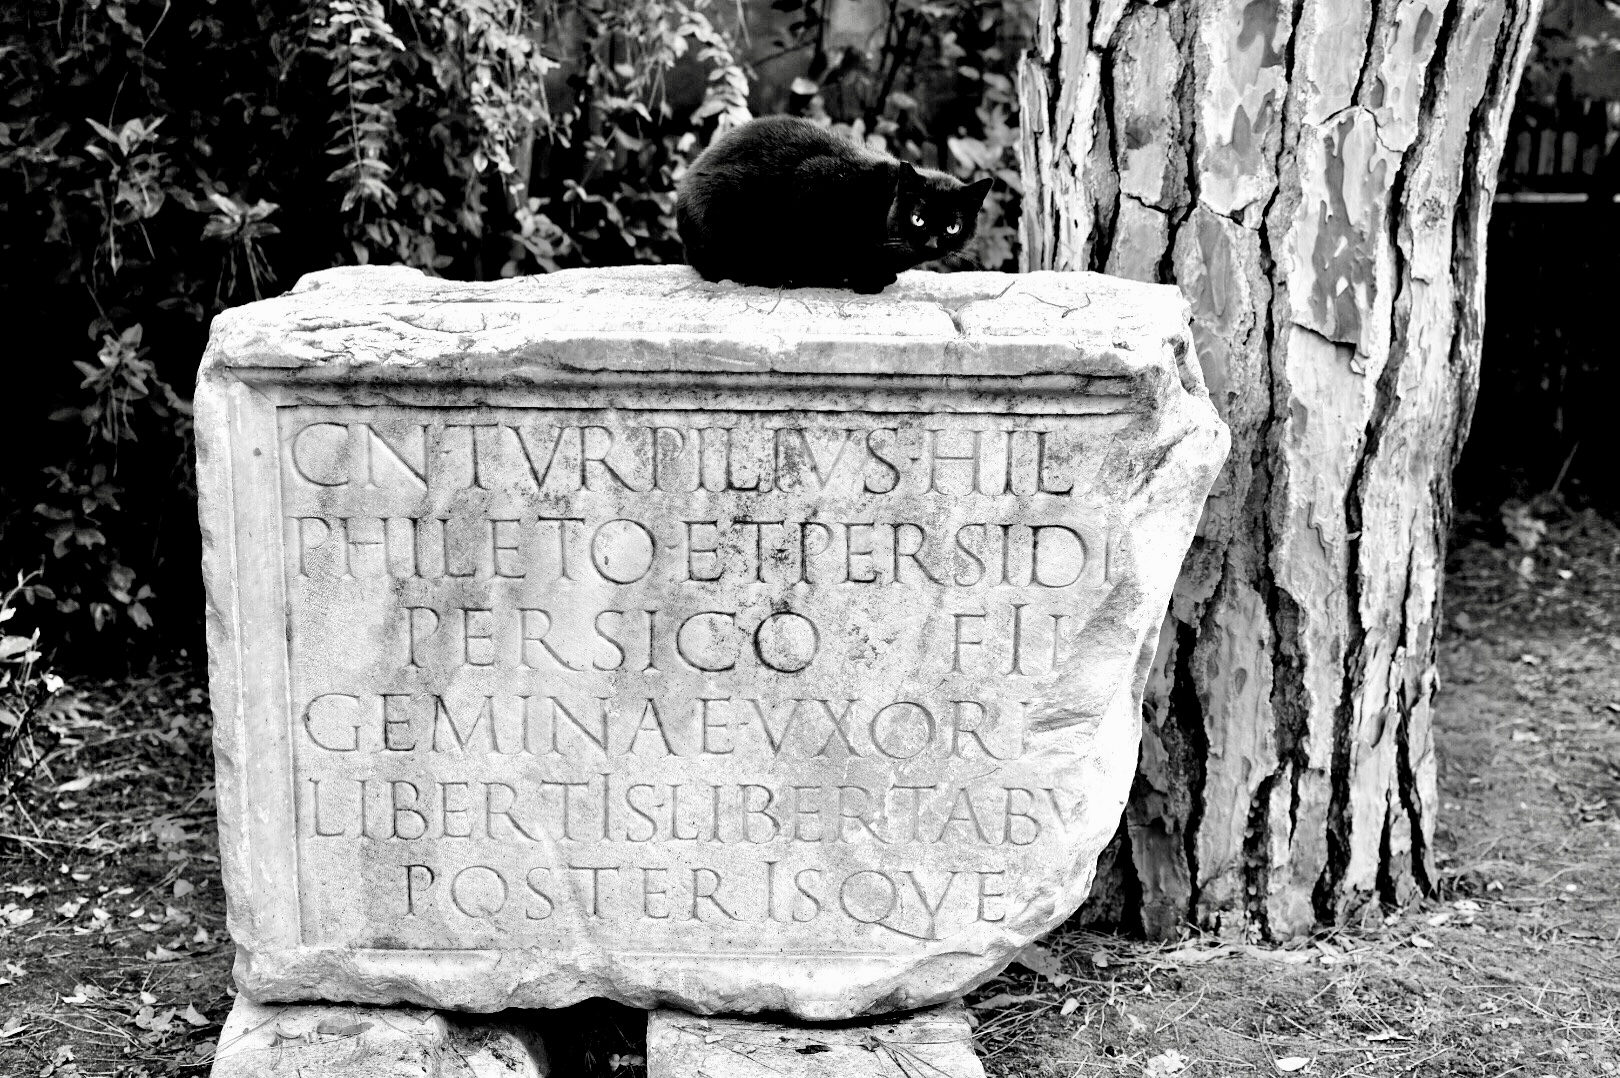 CN TVRPILIVS HIL
PHILETO ET PERSIDI
PERSICO FIL
GEMINAE VXORI
LIBERTIS LIBERTABV
POSTERISQVE